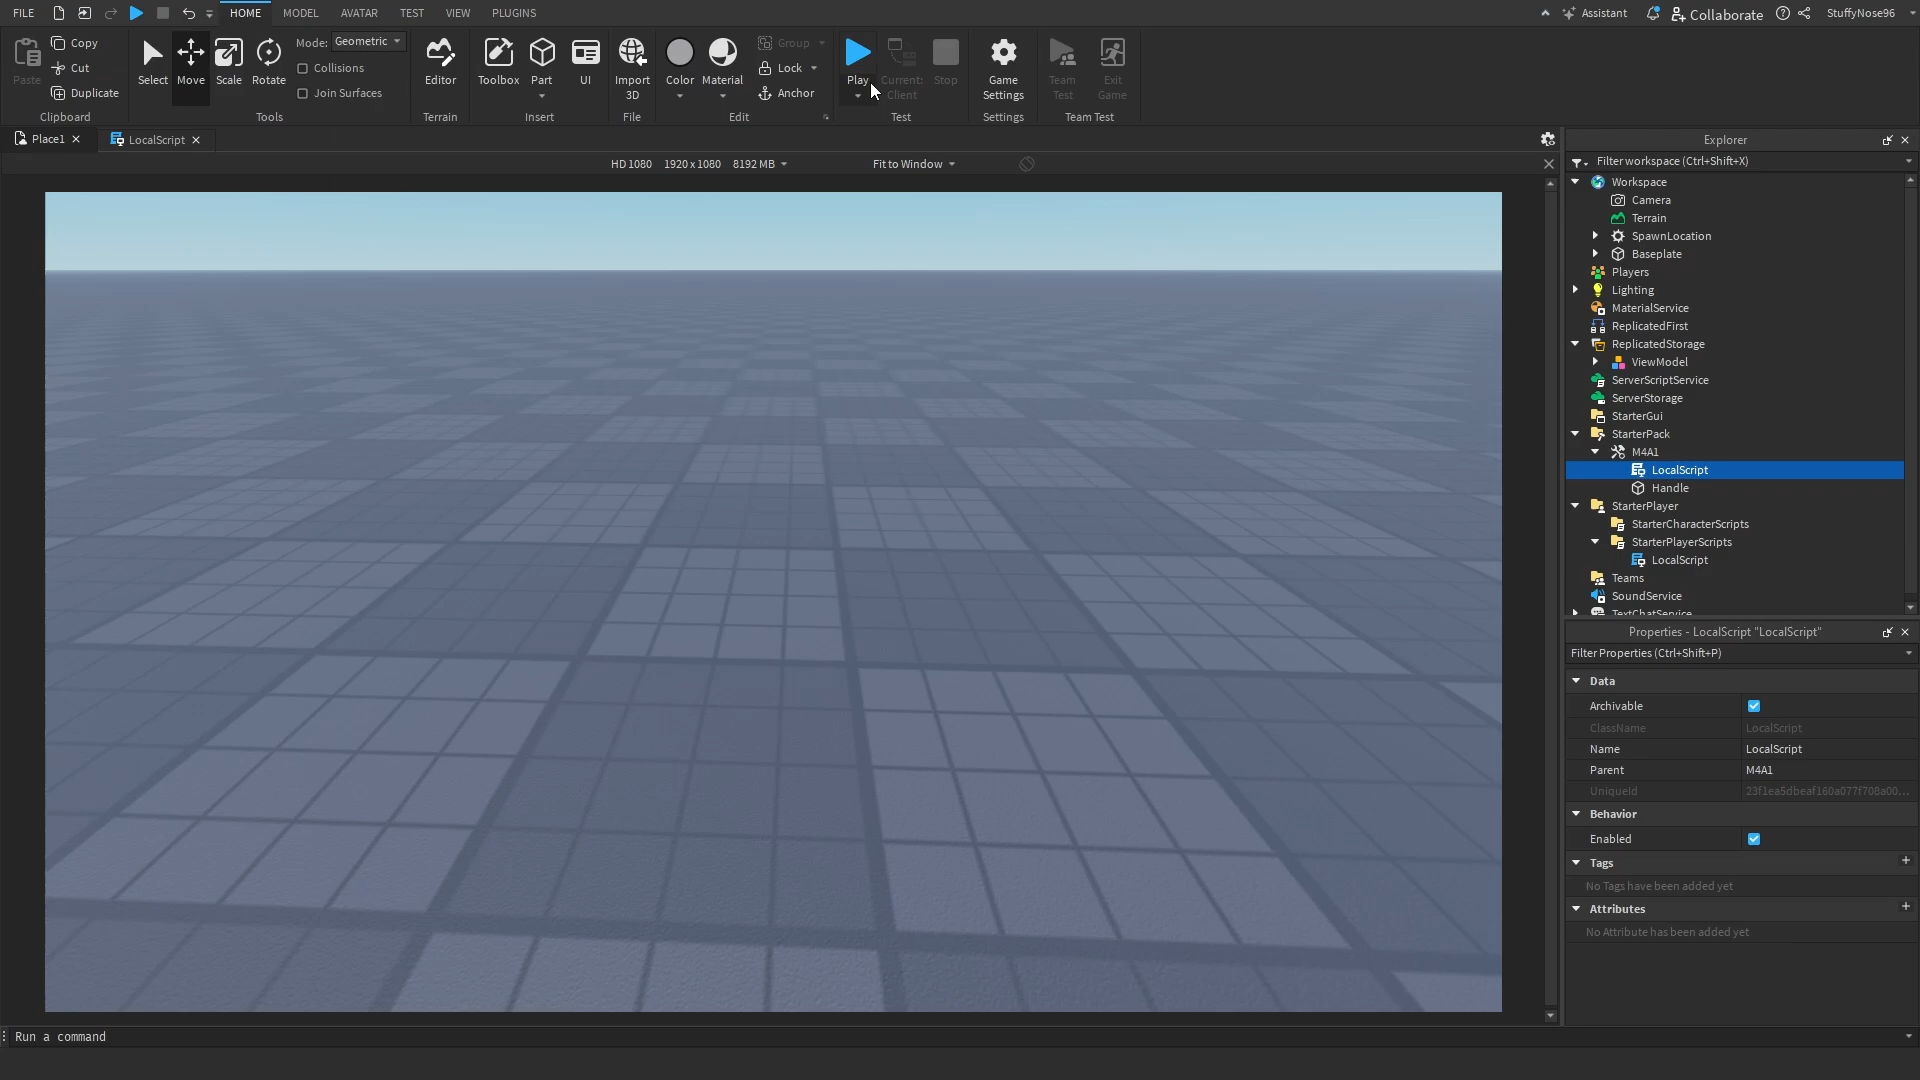 FILE HOME MODEL AVATAR TEST VIEW PLUGINS Assistant Collaborate StuffyNose96
Paste Copy Cut Duplicate Clipboard
Select Move Scale Rotate Mode: Geometric Collisions Join Surfaces Tools
Editor Terrain
Toolbox Part UI Insert
Import 3D File
Color Material Group Lock Anchor Edit
Play Current: Client Stop Test
Game Settings Settings
Team Test Exit Game Team Test
Place1 LocalScript
HD 1080 1920 x 1080 8192 MB Fit to Window
Explorer
Filter workspace (Ctrl+Shift+X)
Workspace
Camera
Terrain
SpawnLocation
Baseplate
Players
Lighting
MaterialService
ReplicatedFirst
ReplicatedStorage
ViewModel
ServerScriptService
ServerStorage
StarterGui
StarterPack
M4A1
LocalScript
Handle
StarterPlayer
StarterCharacterScripts
StarterPlayerScripts
LocalScript
Teams
SoundService
TextChatService
Properties - LocalScript "LocalScript"
Filter Properties (Ctrl+Shift+P)
Data
Archivable
ClassName LocalScript
Name LocalScript
Parent M4A1
UniqueId 23f1ea5dbeaf160a077f708a00...
Behavior
Enabled
Tags
No Tags have been added yet
Attributes
No Attribute has been added yet
Run a command